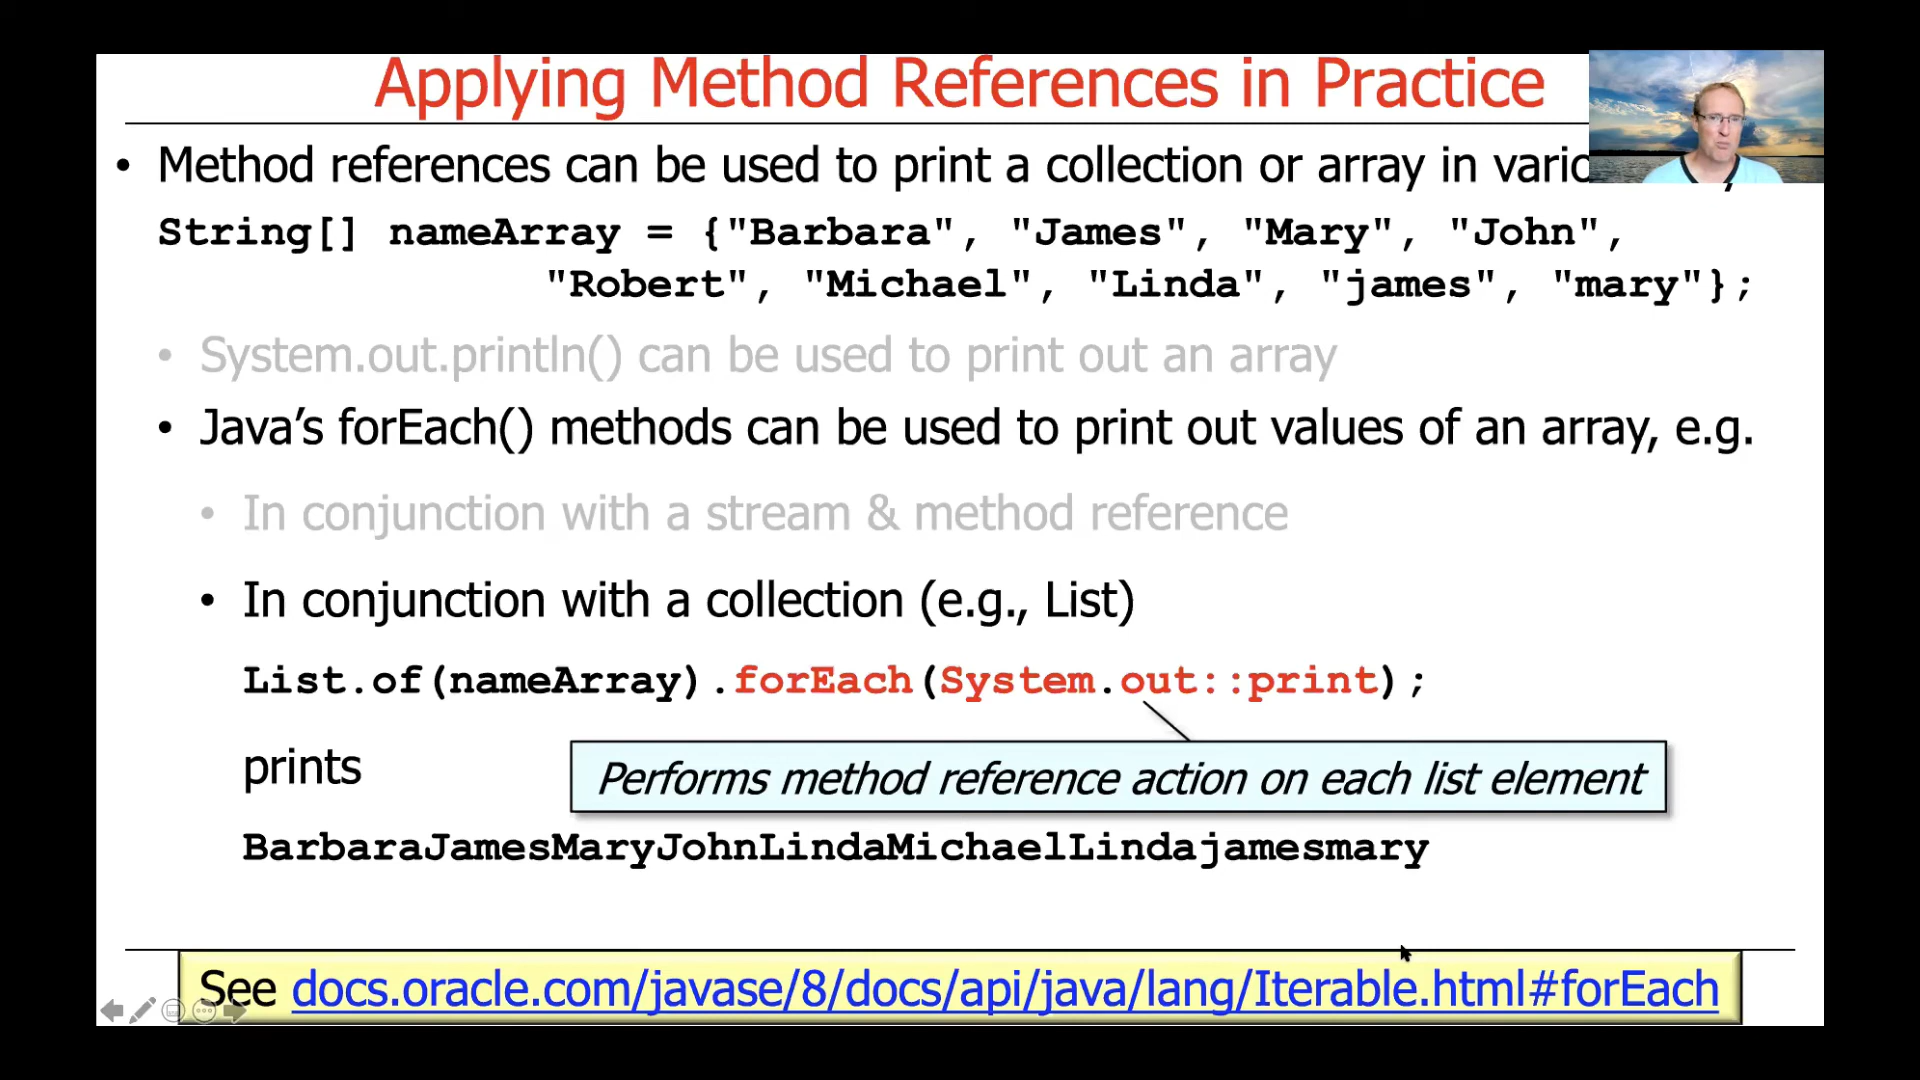 Applying Method References in Practice
• Method references can be used to print a collection or array in
String[] nameArray = {"Barbara", "James", "Mary", "John",
"Robert", "Michael", "Linda", "james", "mary"};
• System.out.println() can be used to print out an array
• Java’s forEach() methods can be used to print out values of an array, e.g.
• In conjunction with a stream & method reference
• In conjunction with a collection (e.g., List)
List.of(nameArray).forEach(System.out::print);
prints
Performs method reference action on each list element
BarbaraJamesMaryJohnLindaMichaelLindajamesmary
See docs.oracle.com/javase/8/docs/api/java/lang/Iterable.html#forEach